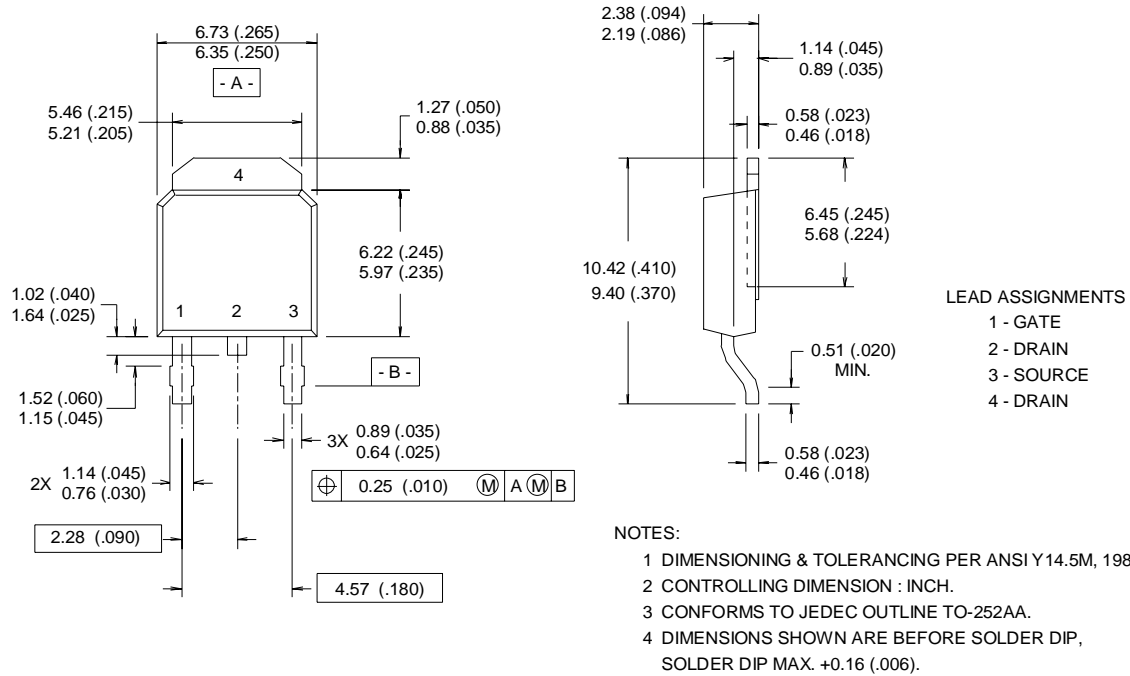 6.73 (.265)
6.35 (.250)
- A -
5.46 (.215)
5.21 (.205)
1.27 (.050)
0.88 (.035)
4
6.22 (.245)
5.97 (.235)
1.02 (.040)
1.64 (.025)
1 2 3
1.52 (.060)
1.15 (.045)
- B -
3X 0.89 (.035)
0.64 (.025)
2X 1.14 (.045)
0.76 (.030)
0.25 (.010) M A M B
2.28 (.090)
4.57 (.180)
2.38 (.094)
2.19 (.086)
1.14 (.045)
0.89 (.035)
0.58 (.023)
0.46 (.018)
6.45 (.245)
5.68 (.224)
10.42 (.410)
9.40 (.370)
0.51 (.020)
MIN.
0.58 (.023)
0.46 (.018)
LEAD ASSIGNMENTS
1 - GATE
2 - DRAIN
3 - SOURCE
4 - DRAIN
NOTES:
1 DIMENSIONING & TOLERANCING PER ANSI Y14.5M, 198
2 CONTROLLING DIMENSION : INCH.
3 CONFORMS TO JEDEC OUTLINE TO-252AA.
4 DIMENSIONS SHOWN ARE BEFORE SOLDER DIP,
SOLDER DIP MAX. +0.16 (.006).